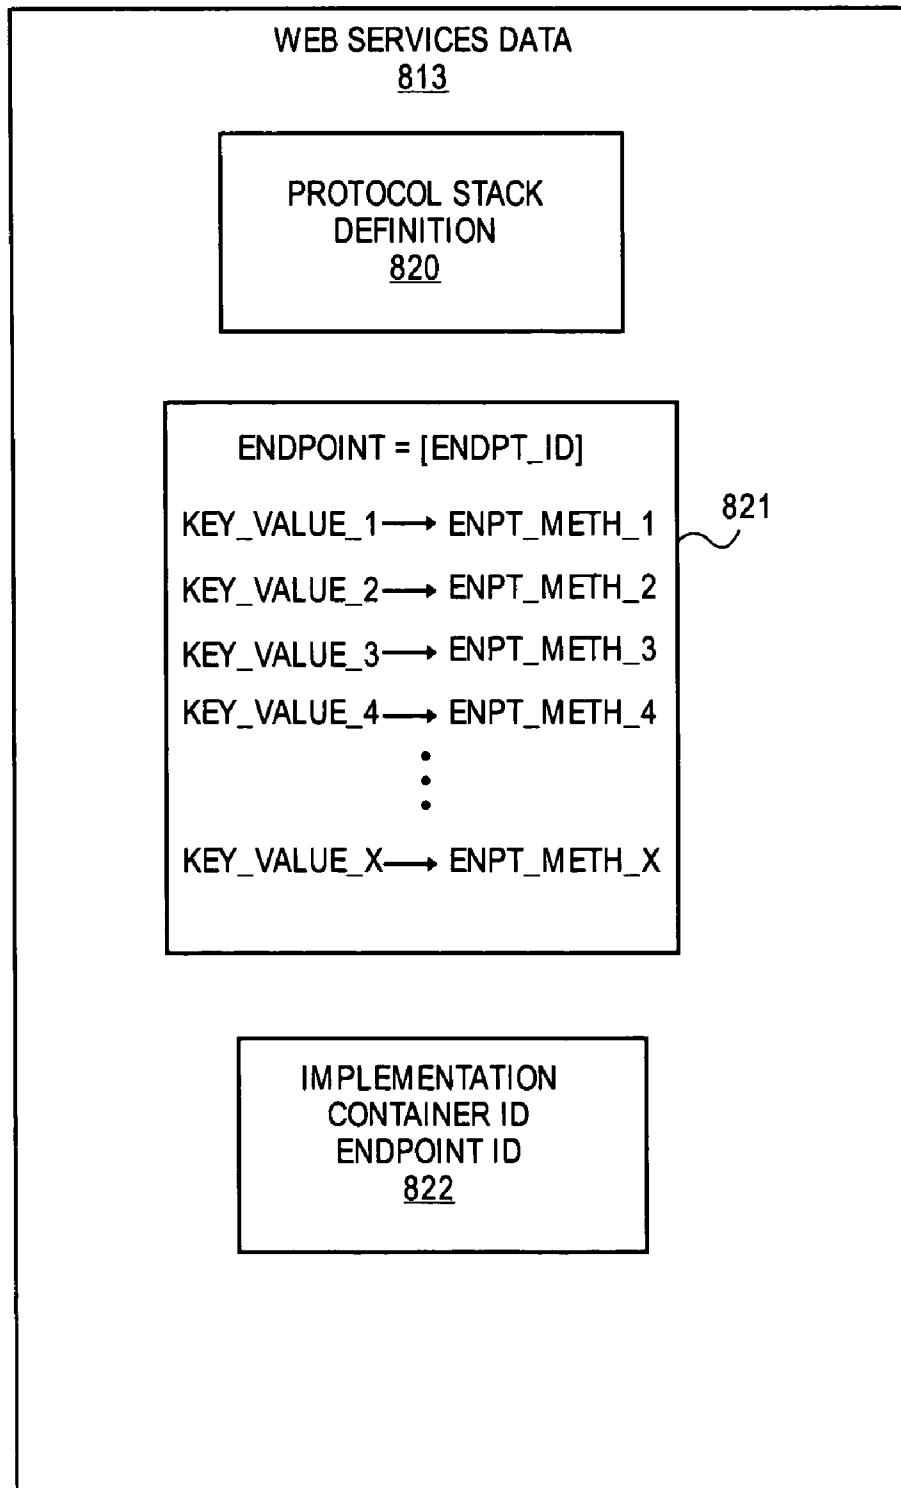 WEB SERVICES DATA
813
PROTOCOL STACK
DEFINITION
820
ENDPOINT = [ENDPT_ID]
821
KEY_VALUE_1 → ENPT_METH_1
KEY_VALUE_2 → ENPT_METH_2
KEY_VALUE_3 → ENPT_METH_3
KEY_VALUE_4 → ENPT_METH_4
KEY_VALUE_X → ENPT_METH_X
IMPLEMENTATION
CONTAINER ID
ENDPOINT ID
822